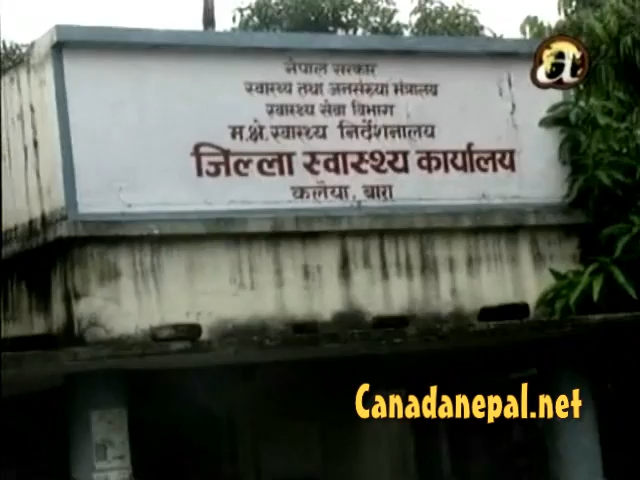 नेपाल सरकार
स्वास्थ्य तथा जनसंख्या मंत्रालय
स्वास्थ्य सेवा विभाग
म.क्षे.स्वास्थ्य निर्देशनालय
जिल्ला स्वास्थ्य कार्यालय
कलैया, बारा
a
Canadanepal.net